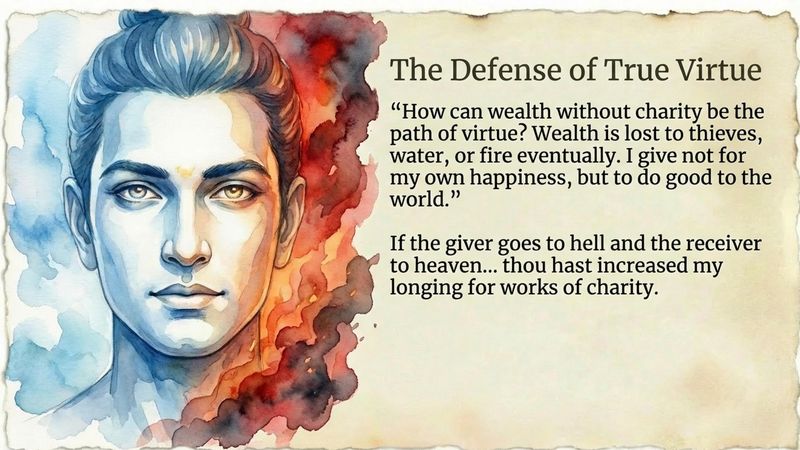 The Defense of True Virtue
“How can wealth without charity be the
path of virtue? Wealth is lost to thieves,
water, or fire eventually. I give not for
my own happiness, but to do good to the
world.”
If the giver goes to hell and the receiver
to heaven... thou hast increased my
longing for works of charity.